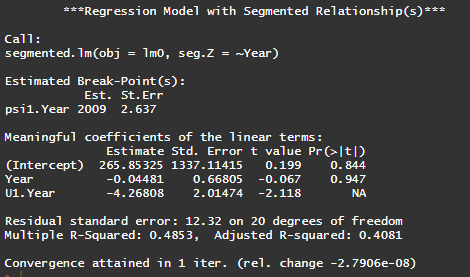 ***Regression Model with Segmented Relationship(s)***
Call:
segmented.lm(obj = lm0, seg.Z = ~Year)
Estimated Break-Point(s):
Est. St.Err
psi1.Year 2009 2.637
Meaningful coefficients of the linear terms:
Estimate Std. Error t value Pr(>|t|)
(Intercept) 265.85325 1337.11415 0.199 0.844
Year -0.04481 0.66805 -0.067 0.947
U1.Year -4.26808 2.01474 -2.118 NA
Residual standard error: 12.32 on 20 degrees of freedom
Multiple R-Squared: 0.4853, Adjusted R-squared: 0.4081
Convergence attained in 1 iter. (rel. change -2.7906e-08)
>